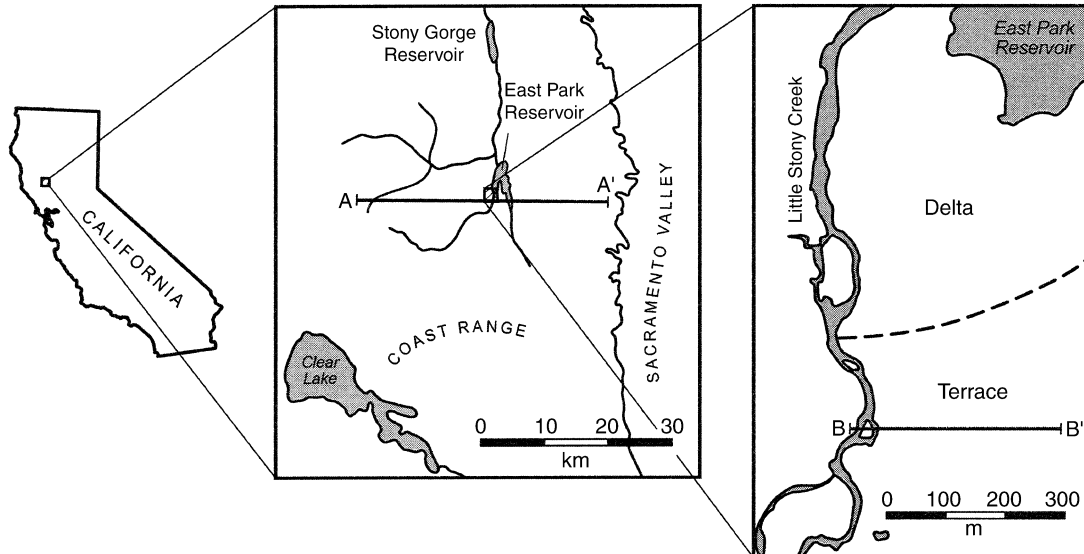 CALIFORNIA
Stony Gorge
Reservoir
East Park
Reservoir
A
A'
COAST RANGE
SACRAMENTO VALLEY
Clear
Lake
0 10 20 30
km
East Park
Reservoir
Little Stony Creek
Delta
Terrace
B
B'
0 100 200 300
m